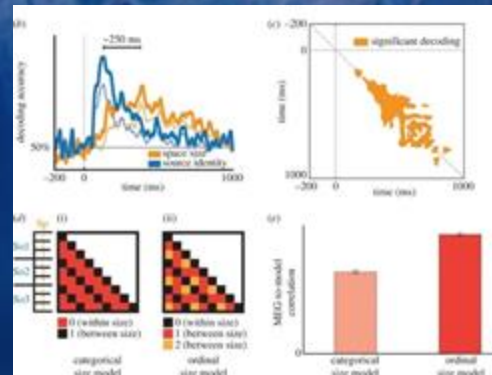 (b)
~250 ms
decoding accuracy
50%
-200
0
1000
time (ms)
space size
source identity
(c)
-200
0
1000
time (ms)
significant decoding
-200
0
1000
time (ms)
(d)
(i)
(ii)
0 (within size)
1 (between size)
categorical
size model
0 (within size)
1 (between size)
2 (between size)
ordinal
size model
(e)
MEG-to-model
correlation
0
categorical
size model
ordinal
size model